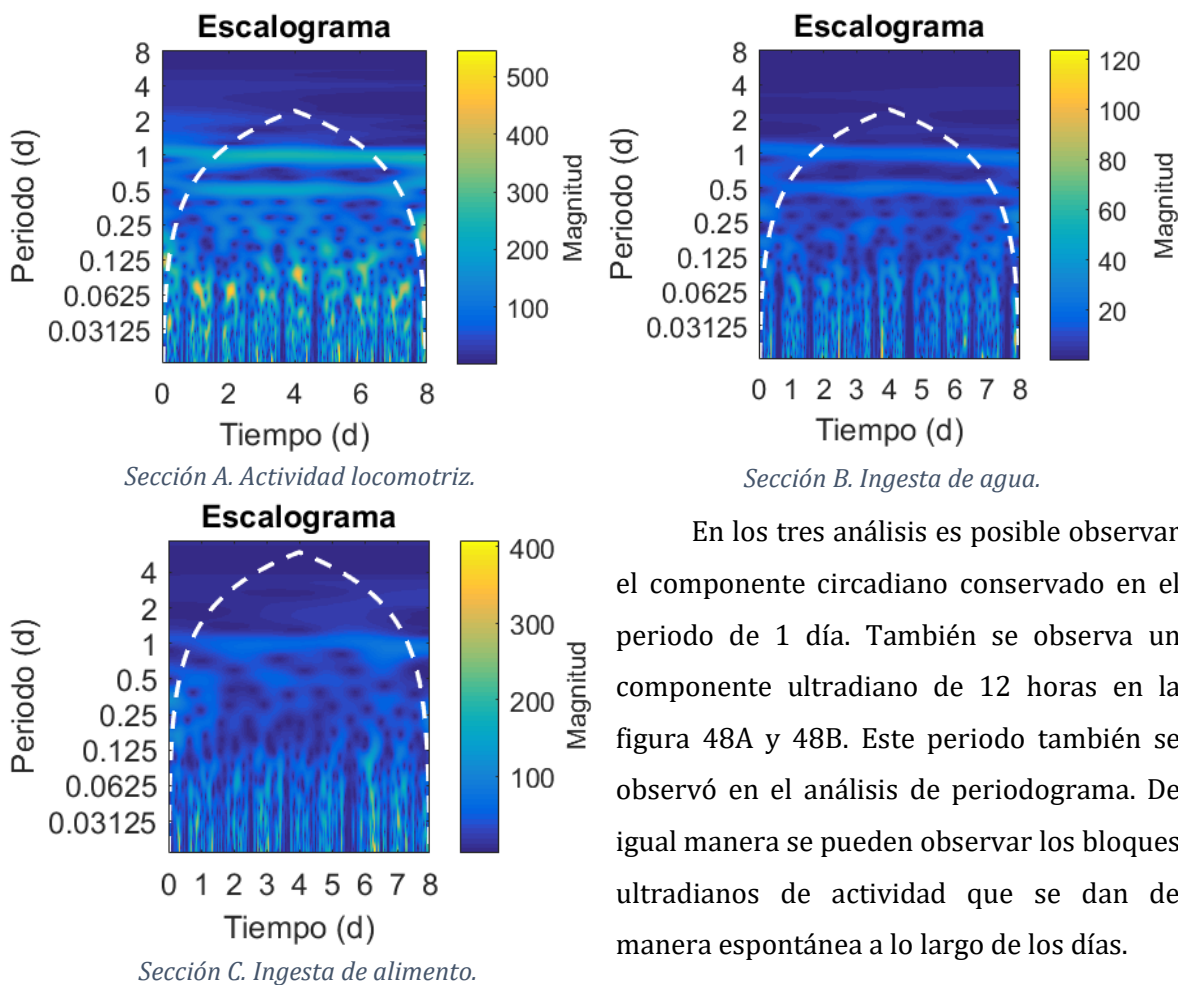 Escalograma
8
4
2
1
0.5
0.25
0.125
0.0625
0.03125
Periodo (d)
0 2 4 6 8
Tiempo (d)
500
400
300
200
100
Magnitud
Sección A. Actividad locomotriz.
Escalograma
8
4
2
1
0.5
0.25
0.125
0.0625
0.03125
Periodo (d)
0 1 2 3 4 5 6 7 8
Tiempo (d)
120
100
80
60
40
20
Magnitud
Sección B. Ingesta de agua.
Escalograma
4
2
1
0.5
0.25
0.125
0.0625
0.03125
Periodo (d)
0 1 2 3 4 5 6 7 8
Tiempo (d)
400
300
200
100
Magnitud
Sección C. Ingesta de alimento.
En los tres análisis es posible observar
el componente circadiano conservado en el
periodo de 1 día. También se observa un
componente ultradiano de 12 horas en la
figura 48A y 48B. Este periodo también se
observó en el análisis de periodograma. De
igual manera se pueden observar los bloques
ultradianos de actividad que se dan de
manera espontánea a lo largo de los días.